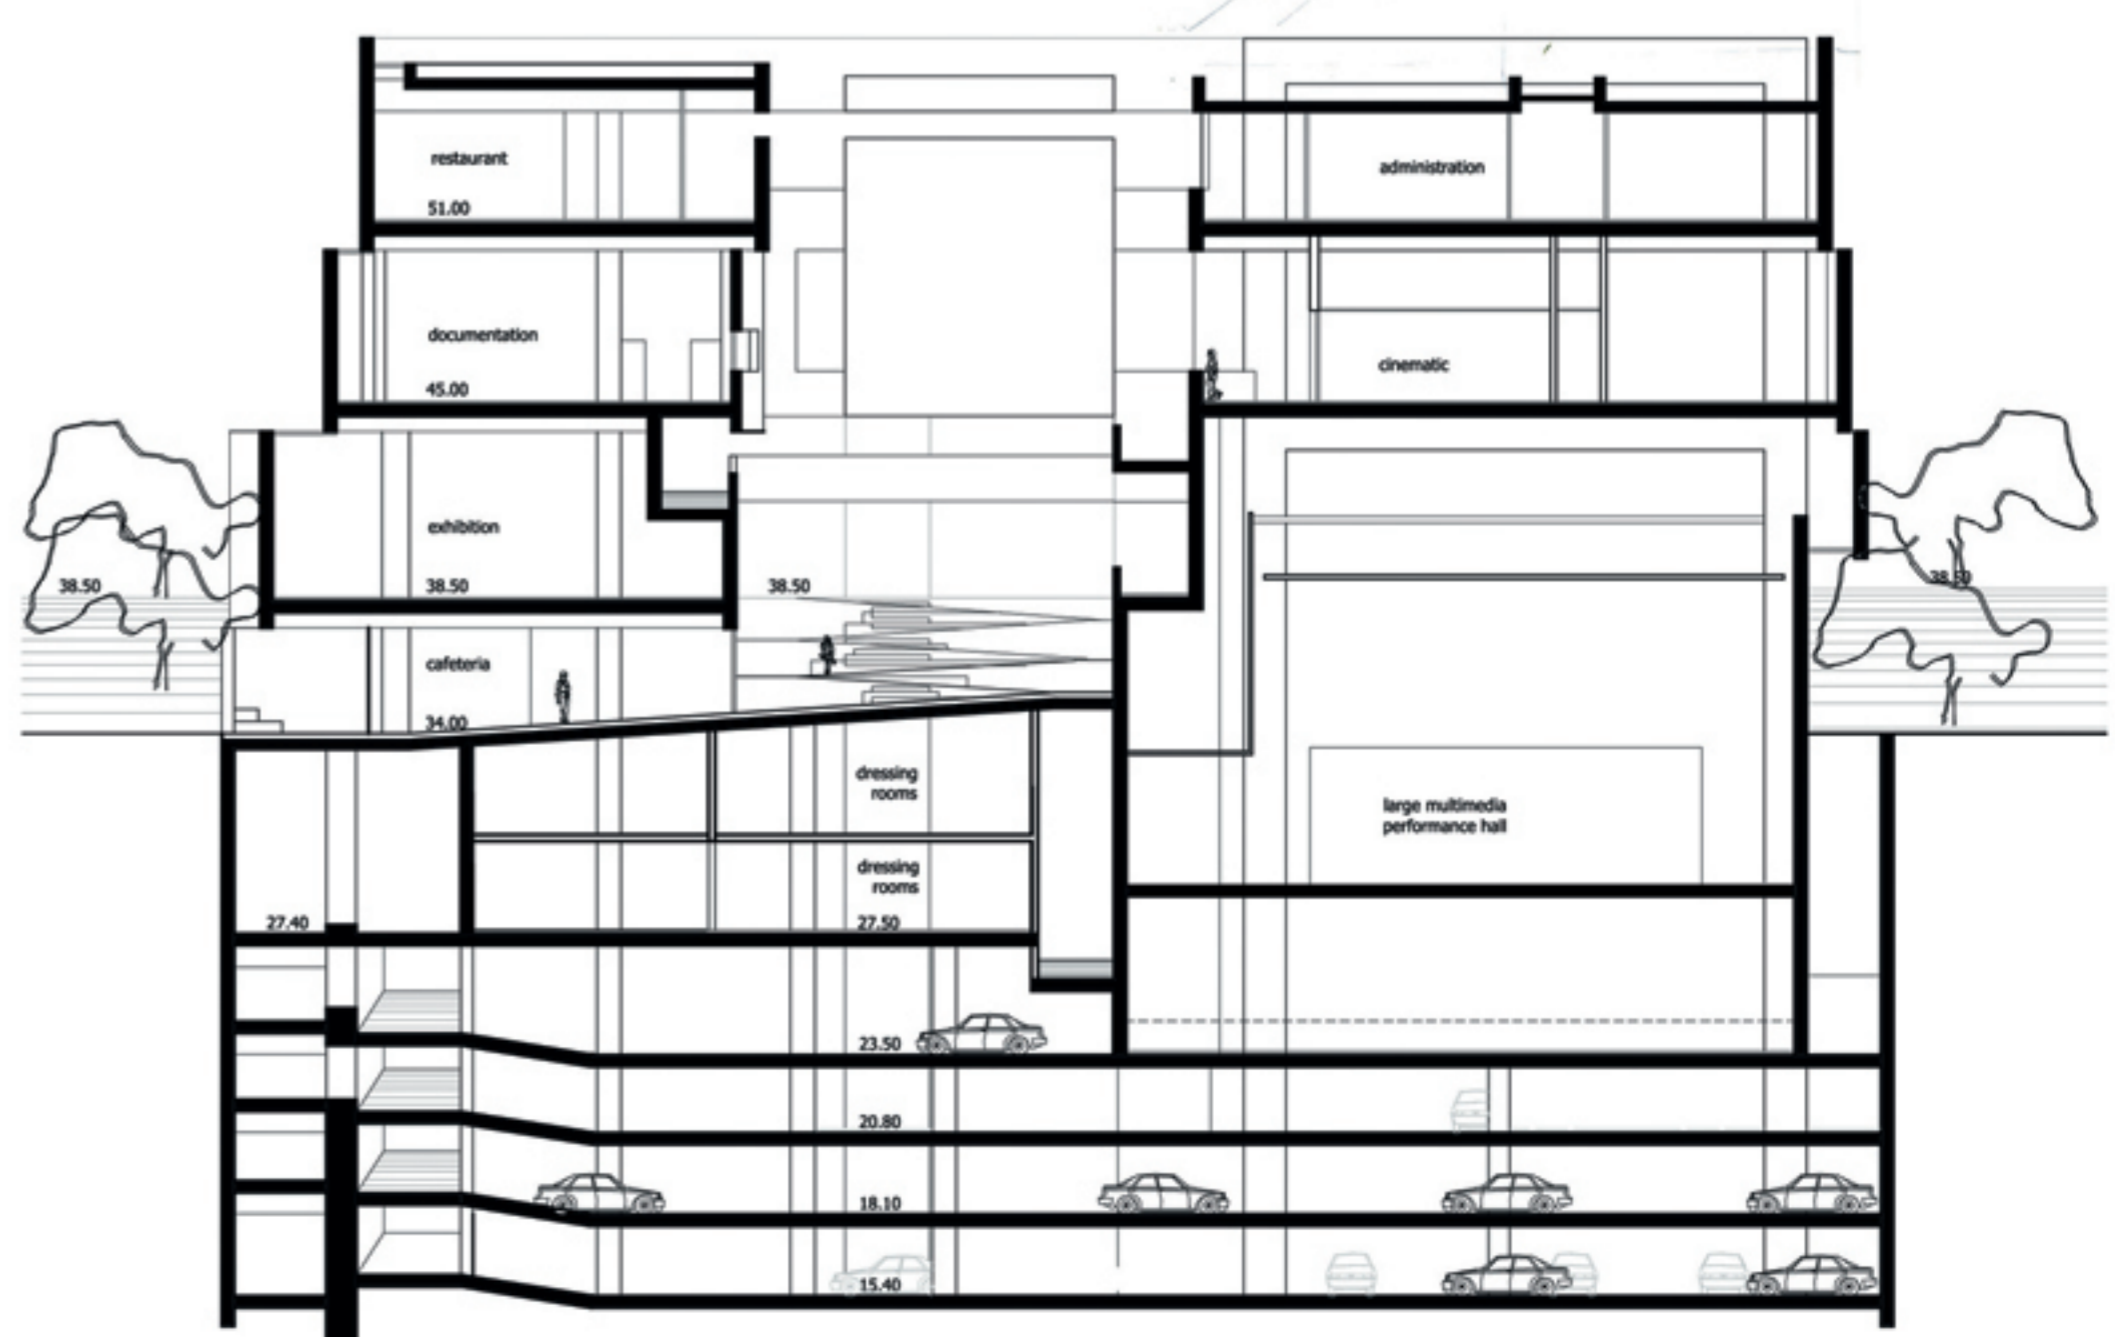 restaurant
51.00
administration
documentation
45.00
cinematic
exhibition
38.50
38.50
38.50
38.50
cafeteria
34.00
dressing
rooms
large multimedia
performance hall
dressing
rooms
27.40
27.50
23.50
20.80
18.10
15.40